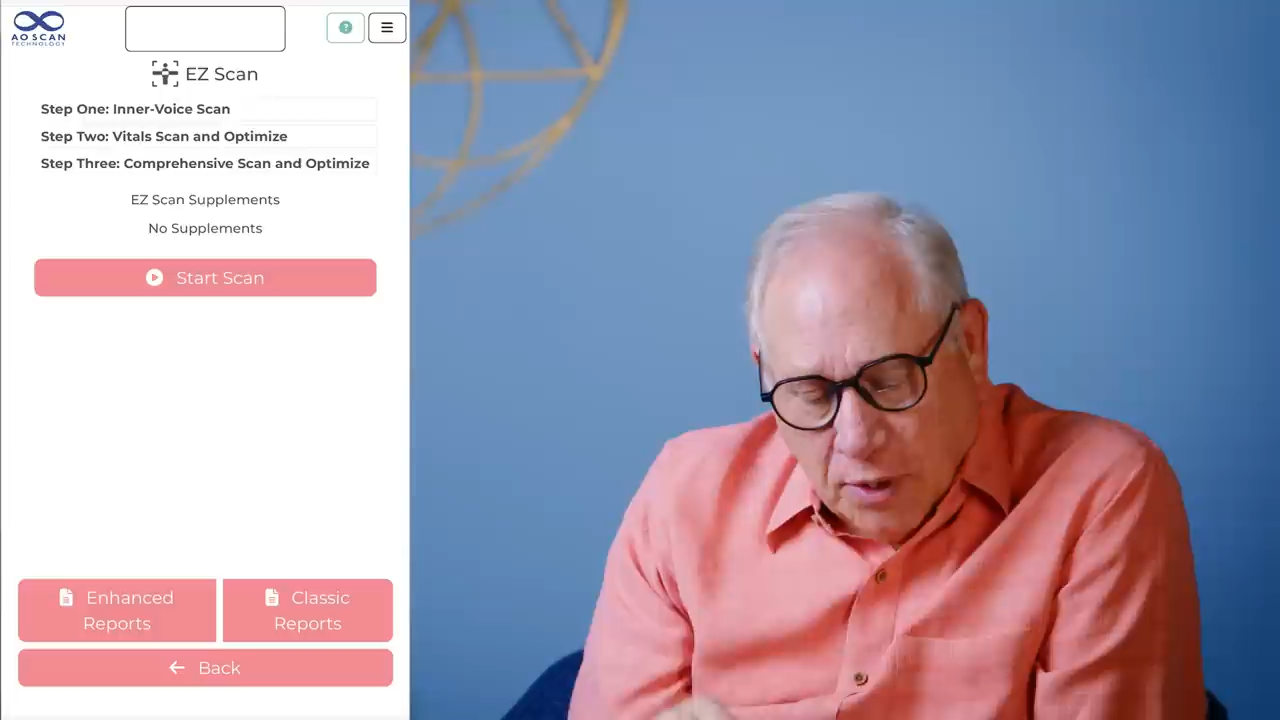 AO SCAN
TECHNOLOGY
EZ Scan
Step One: Inner-Voice Scan
Step Two: Vitals Scan and Optimize
Step Three: Comprehensive Scan and Optimize
EZ Scan Supplements
No Supplements
Start Scan
Enhanced
Reports
Classic
Reports
Back